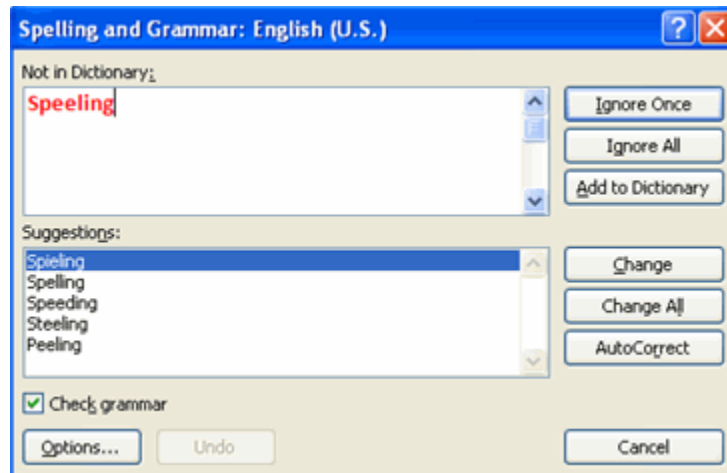 Spelling and Grammar: English (U.S.)
Not in Dictionary:
Speeling
Ignore Once
Ignore All
Add to Dictionary
Suggestions:
Spieling
Spelling
Speeding
Steeling
Peeling
Change
Change All
AutoCorrect
Check grammar
Options...
Undo
Cancel